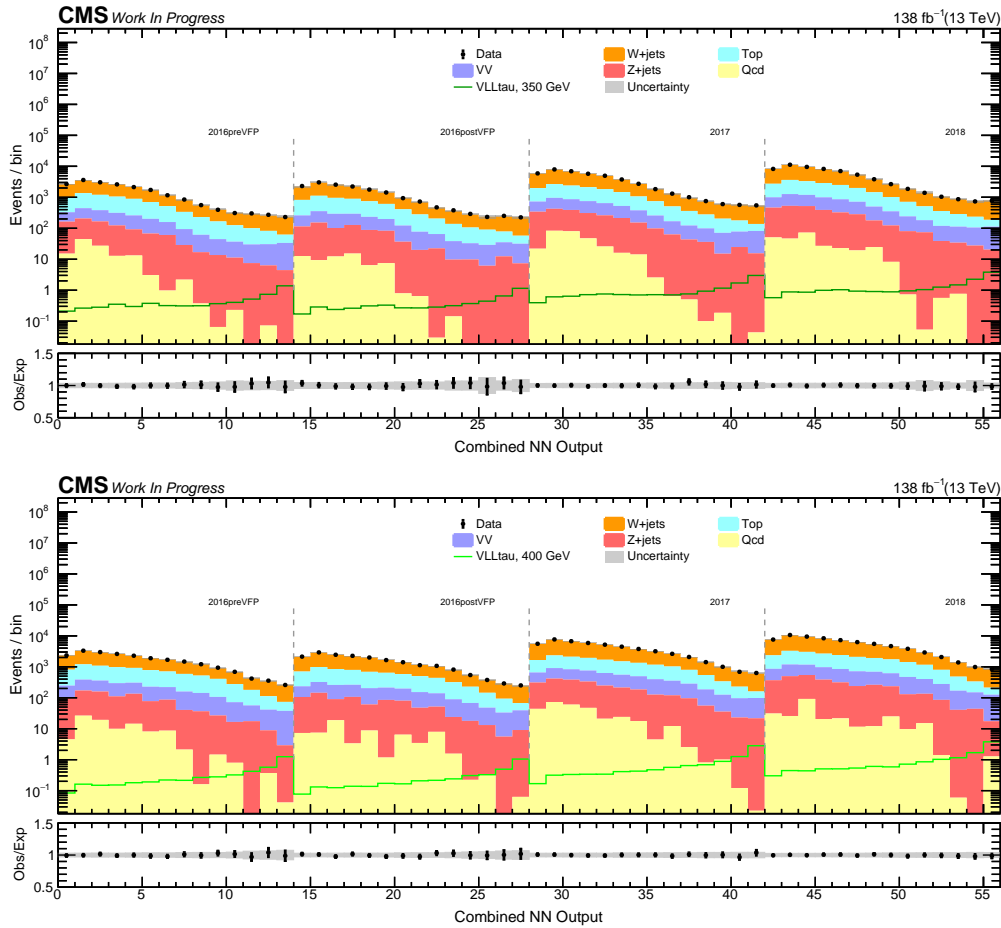 CMS Work In Progress 138 fb⁻¹(13 TeV)
Data W+jets Top
VV Z+jets Qcd
VLLtau, 350 GeV Uncertainty
2016preVFP 2016postVFP 2017 2018
Events / bin
10⁸
10⁷
10⁶
10⁵
10⁴
10³
10²
10
1
10⁻¹
Obs/Exp
1.5
1
0.5
0 5 10 15 20 25 30 35 40 45 50 55
Combined NN Output
CMS Work In Progress 138 fb⁻¹(13 TeV)
Data W+jets Top
VV Z+jets Qcd
VLLtau, 400 GeV Uncertainty
2016preVFP 2016postVFP 2017 2018
Events / bin
10⁸
10⁷
10⁶
10⁵
10⁴
10³
10²
10
1
10⁻¹
Obs/Exp
1.5
1
0.5
0 5 10 15 20 25 30 35 40 45 50 55
Combined NN Output